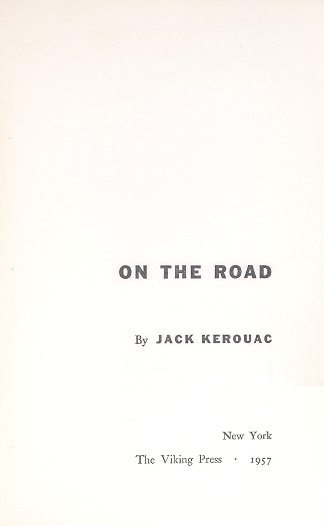 ON THE ROAD
By JACK KEROUAC
New York
The Viking Press · 1957